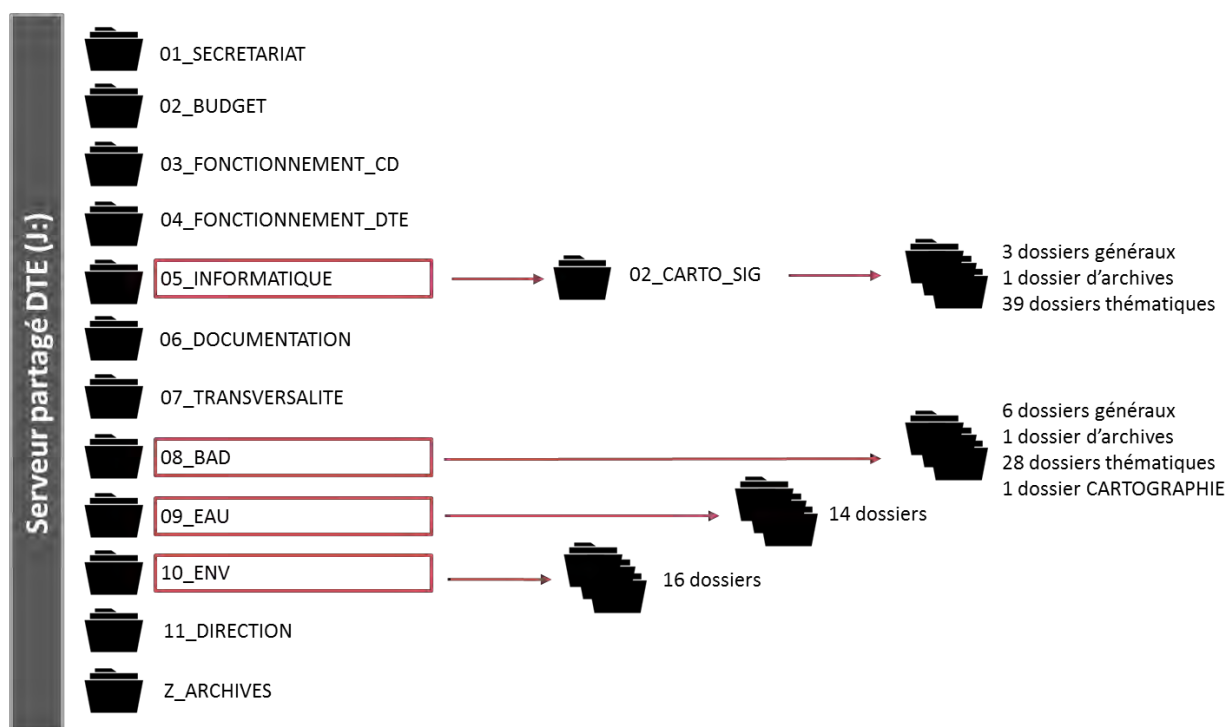 Serveur partagé DTE (J:)
01_SECRETARIAT
02_BUDGET
03_FONCTIONNEMENT_CD
04_FONCTIONNEMENT_DTE
05_INFORMATIQUE
02_CARTO_SIG
3 dossiers généraux
1 dossier d’archives
39 dossiers thématiques
06_DOCUMENTATION
07_TRANSVERSALITE
08_BAD
6 dossiers généraux
1 dossier d’archives
28 dossiers thématiques
1 dossier CARTOGRAPHIE
09_EAU
14 dossiers
10_ENV
16 dossiers
11_DIRECTION
Z_ARCHIVES